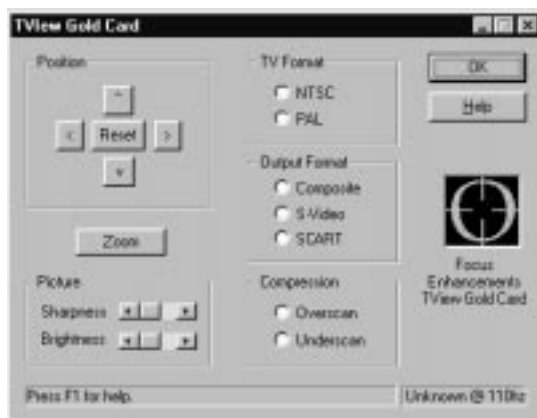 TView Gold Card
Position
Reset
Zoom
Picture
Sharpness
Brightness
TV Format
NTSC
PAL
Output Format
Composite
S-Video
SCART
Compression
Overscan
Underscan
OK
Help
Focus
Enhancements
TView Gold Card
Press F1 for help.
Unknown @ 110hz